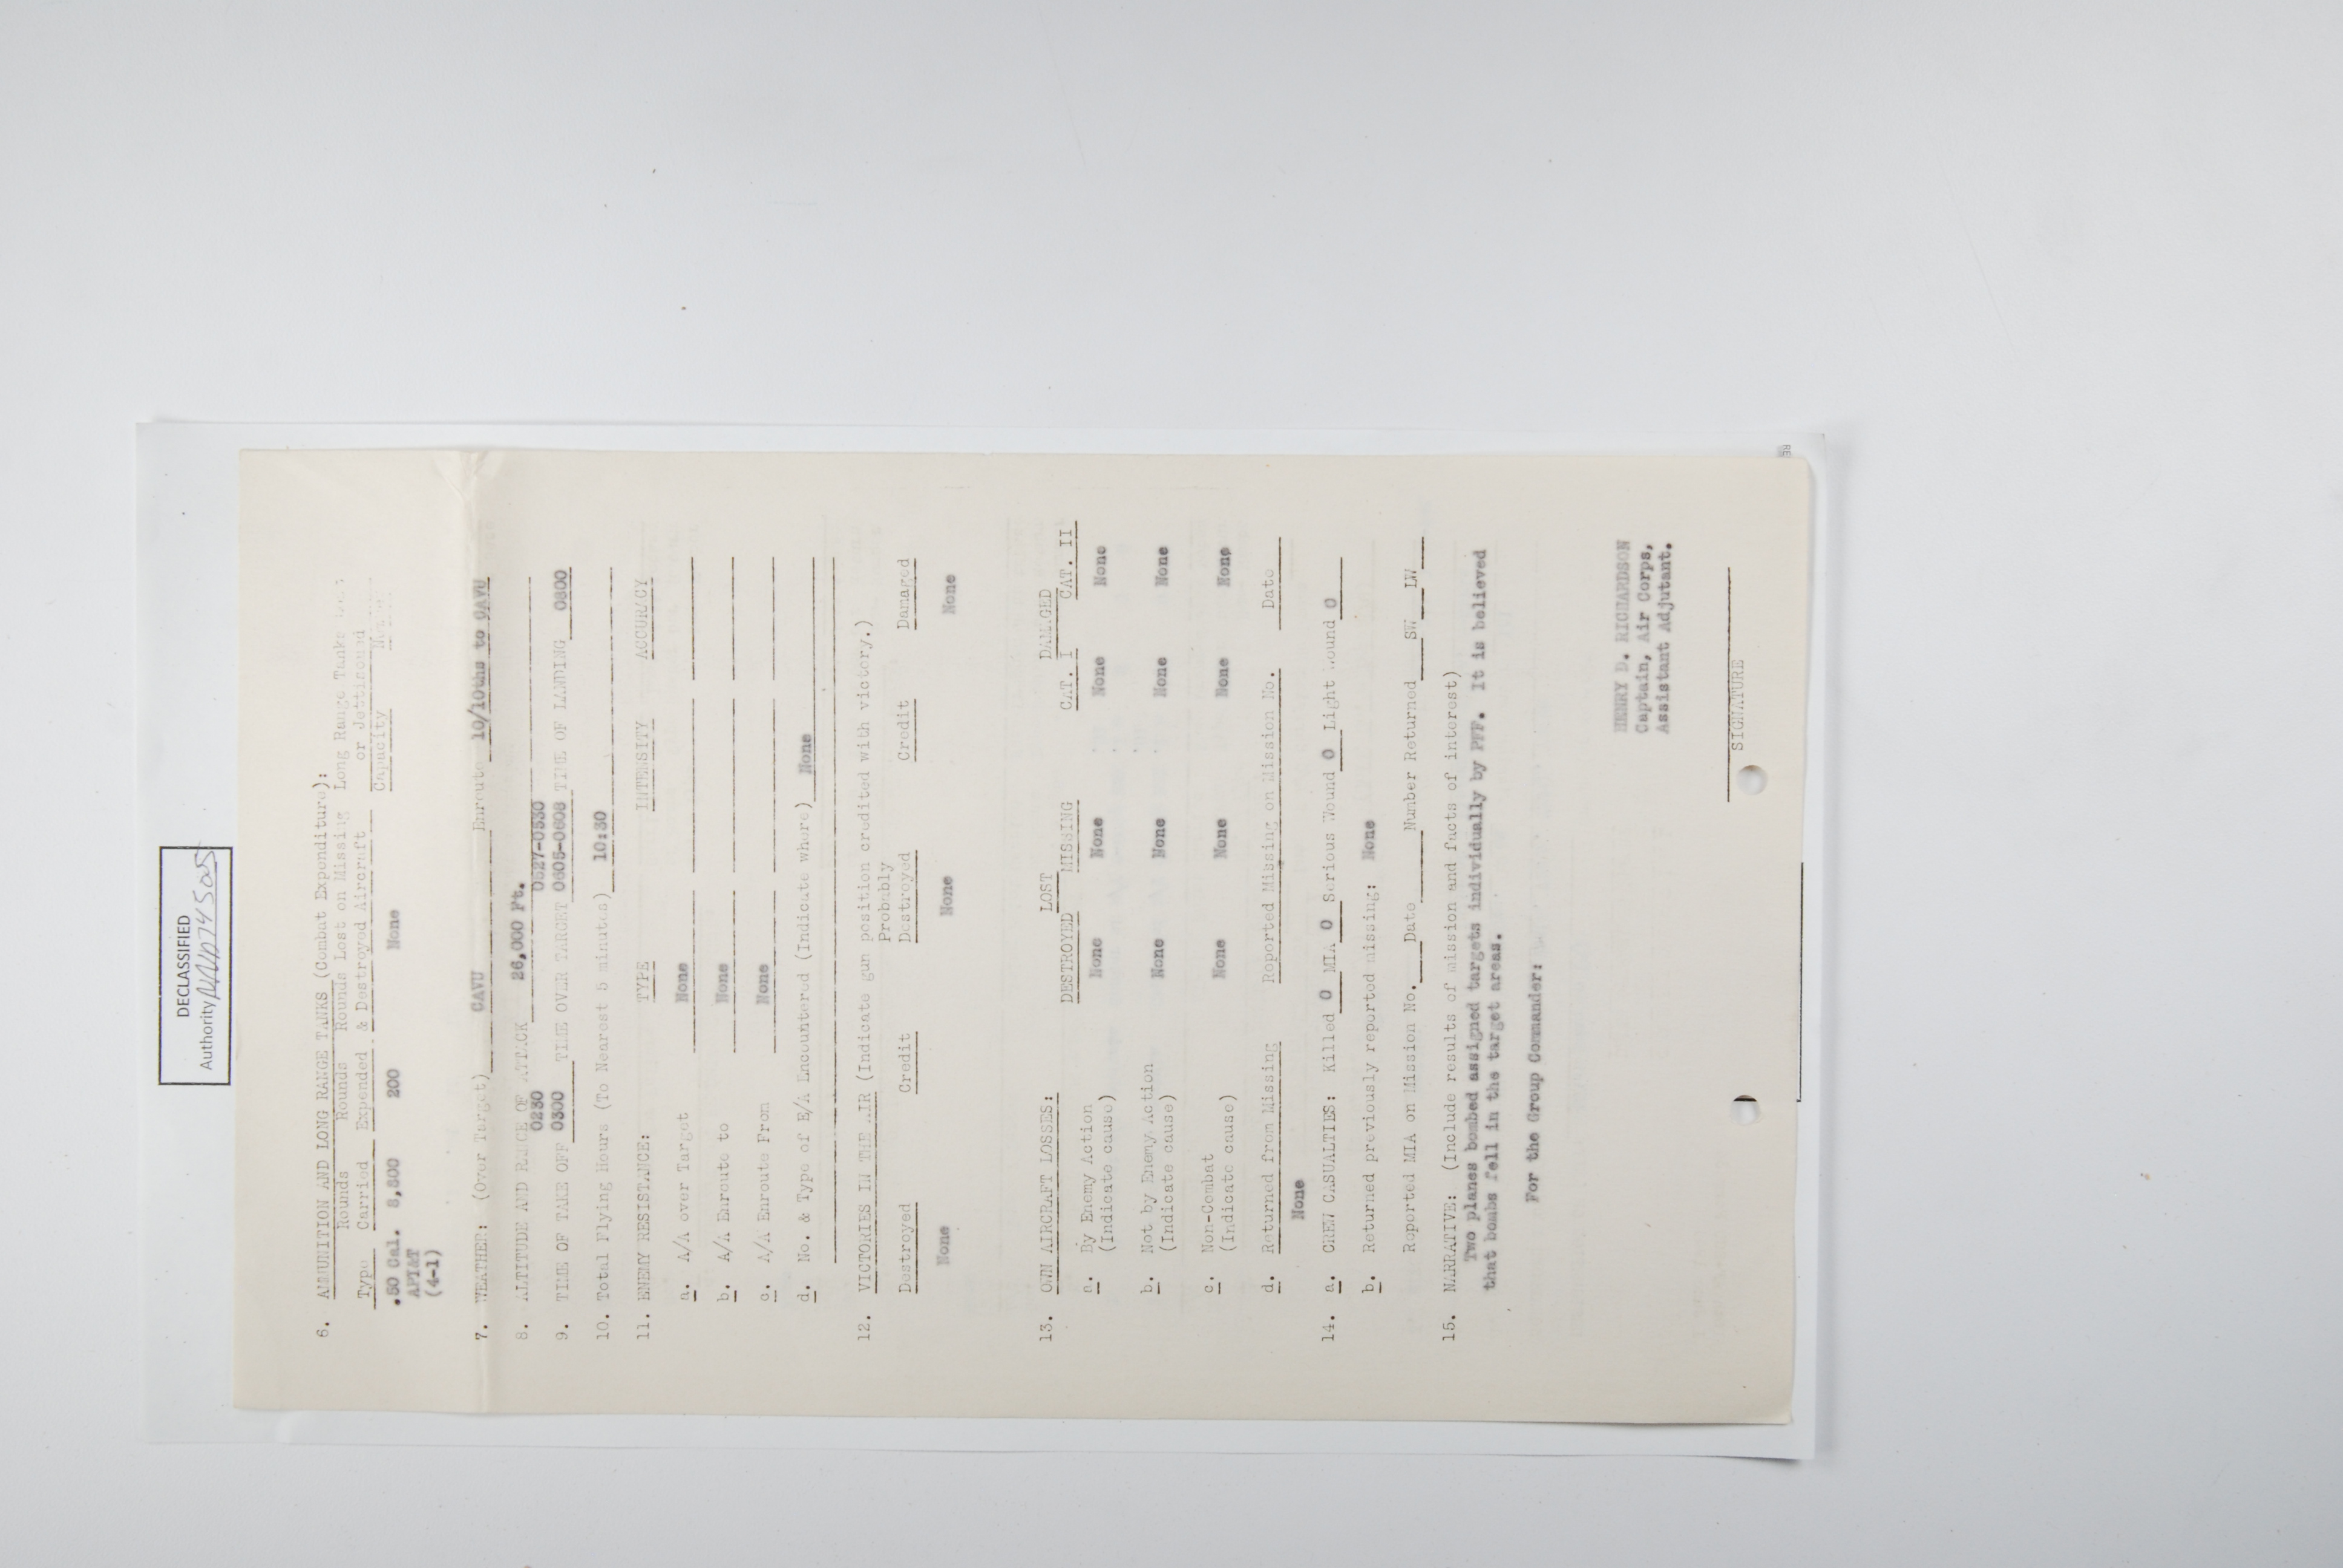 DECLASSIFIED
Authority NND745005
6. AMMUNITION AND LONG RANGE TANKS (Combat Expenditure):
Rounds Rounds Rounds Lost on Missing Long Range Tanks
Type Carried Expended & Destroyed Aircraft or Jettisoned
Capacity
.50 Cal. 8,800 200 None
API&T
(4-1)
7. WEATHER: (Over Target) CAVU Enroute 10/10ths to CAVU
8. ALTITUDE AND PLACE OF ATTACK 26,000 Ft.
0230 0527-0530
9. TIME OF TAKE OFF 0300 TIME OVER TARGET 0605-0608 TIME OF LANDING 0800
10. Total Flying Hours (To Nearest 5 minutes) 10:30
11. ENEMY RESISTANCE: TYPE INTENSITY ACCURACY
a. A/A over Target None
b. A/A Enroute to None
c. A/A Enroute From None
d. No. & Type of E/A Encountered (Indicate where) None
12. VICTORIES IN THE AIR (Indicate gun position credited with victory.)
Probably
Destroyed Credit Destroyed Credit Damaged
None None None
13. OWN AIRCRAFT LOSSES: LOST DAMAGED
DESTROYED MISSING CAT. I CAT. II
a. By Enemy Action None None None None
(Indicate cause)
b. Not by Enemy Action None None None None
(Indicate cause)
c. Non-Combat None None None None
(Indicate cause)
d. Returned from Missing Reported Missing on Mission No. Date
None
14. a. CREW CASUALTIES: Killed 0 MIA 0 Serious Wound 0 Light Wound 0
b. Returned previously reported missing: None
Reported MIA on Mission No. Date Number Returned SW LW
15. NARRATIVE: (Include results of mission and facts of interest)
Two planes bombed assigned targets individually by PFF. It is believed
that bombs fell in the target areas.
For the Group Commander:
HENRY D. RICHARDSON
Captain, Air Corps,
Assistant Adjutant.
SIGNATURE